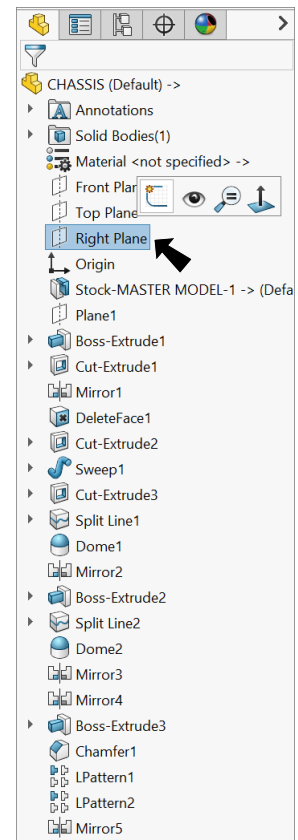 CHASSIS (Default) ->
Annotations
Solid Bodies(1)
Material <not specified> ->
Front Plar
Top Plane
Right Plane
Origin
Stock-MASTER MODEL-1 -> (Defa
Plane1
Boss-Extrude1
Cut-Extrude1
Mirror1
DeleteFace1
Cut-Extrude2
Sweep1
Cut-Extrude3
Split Line1
Dome1
Mirror2
Boss-Extrude2
Split Line2
Dome2
Mirror3
Mirror4
Boss-Extrude3
Chamfer1
LPattern1
LPattern2
Mirror5